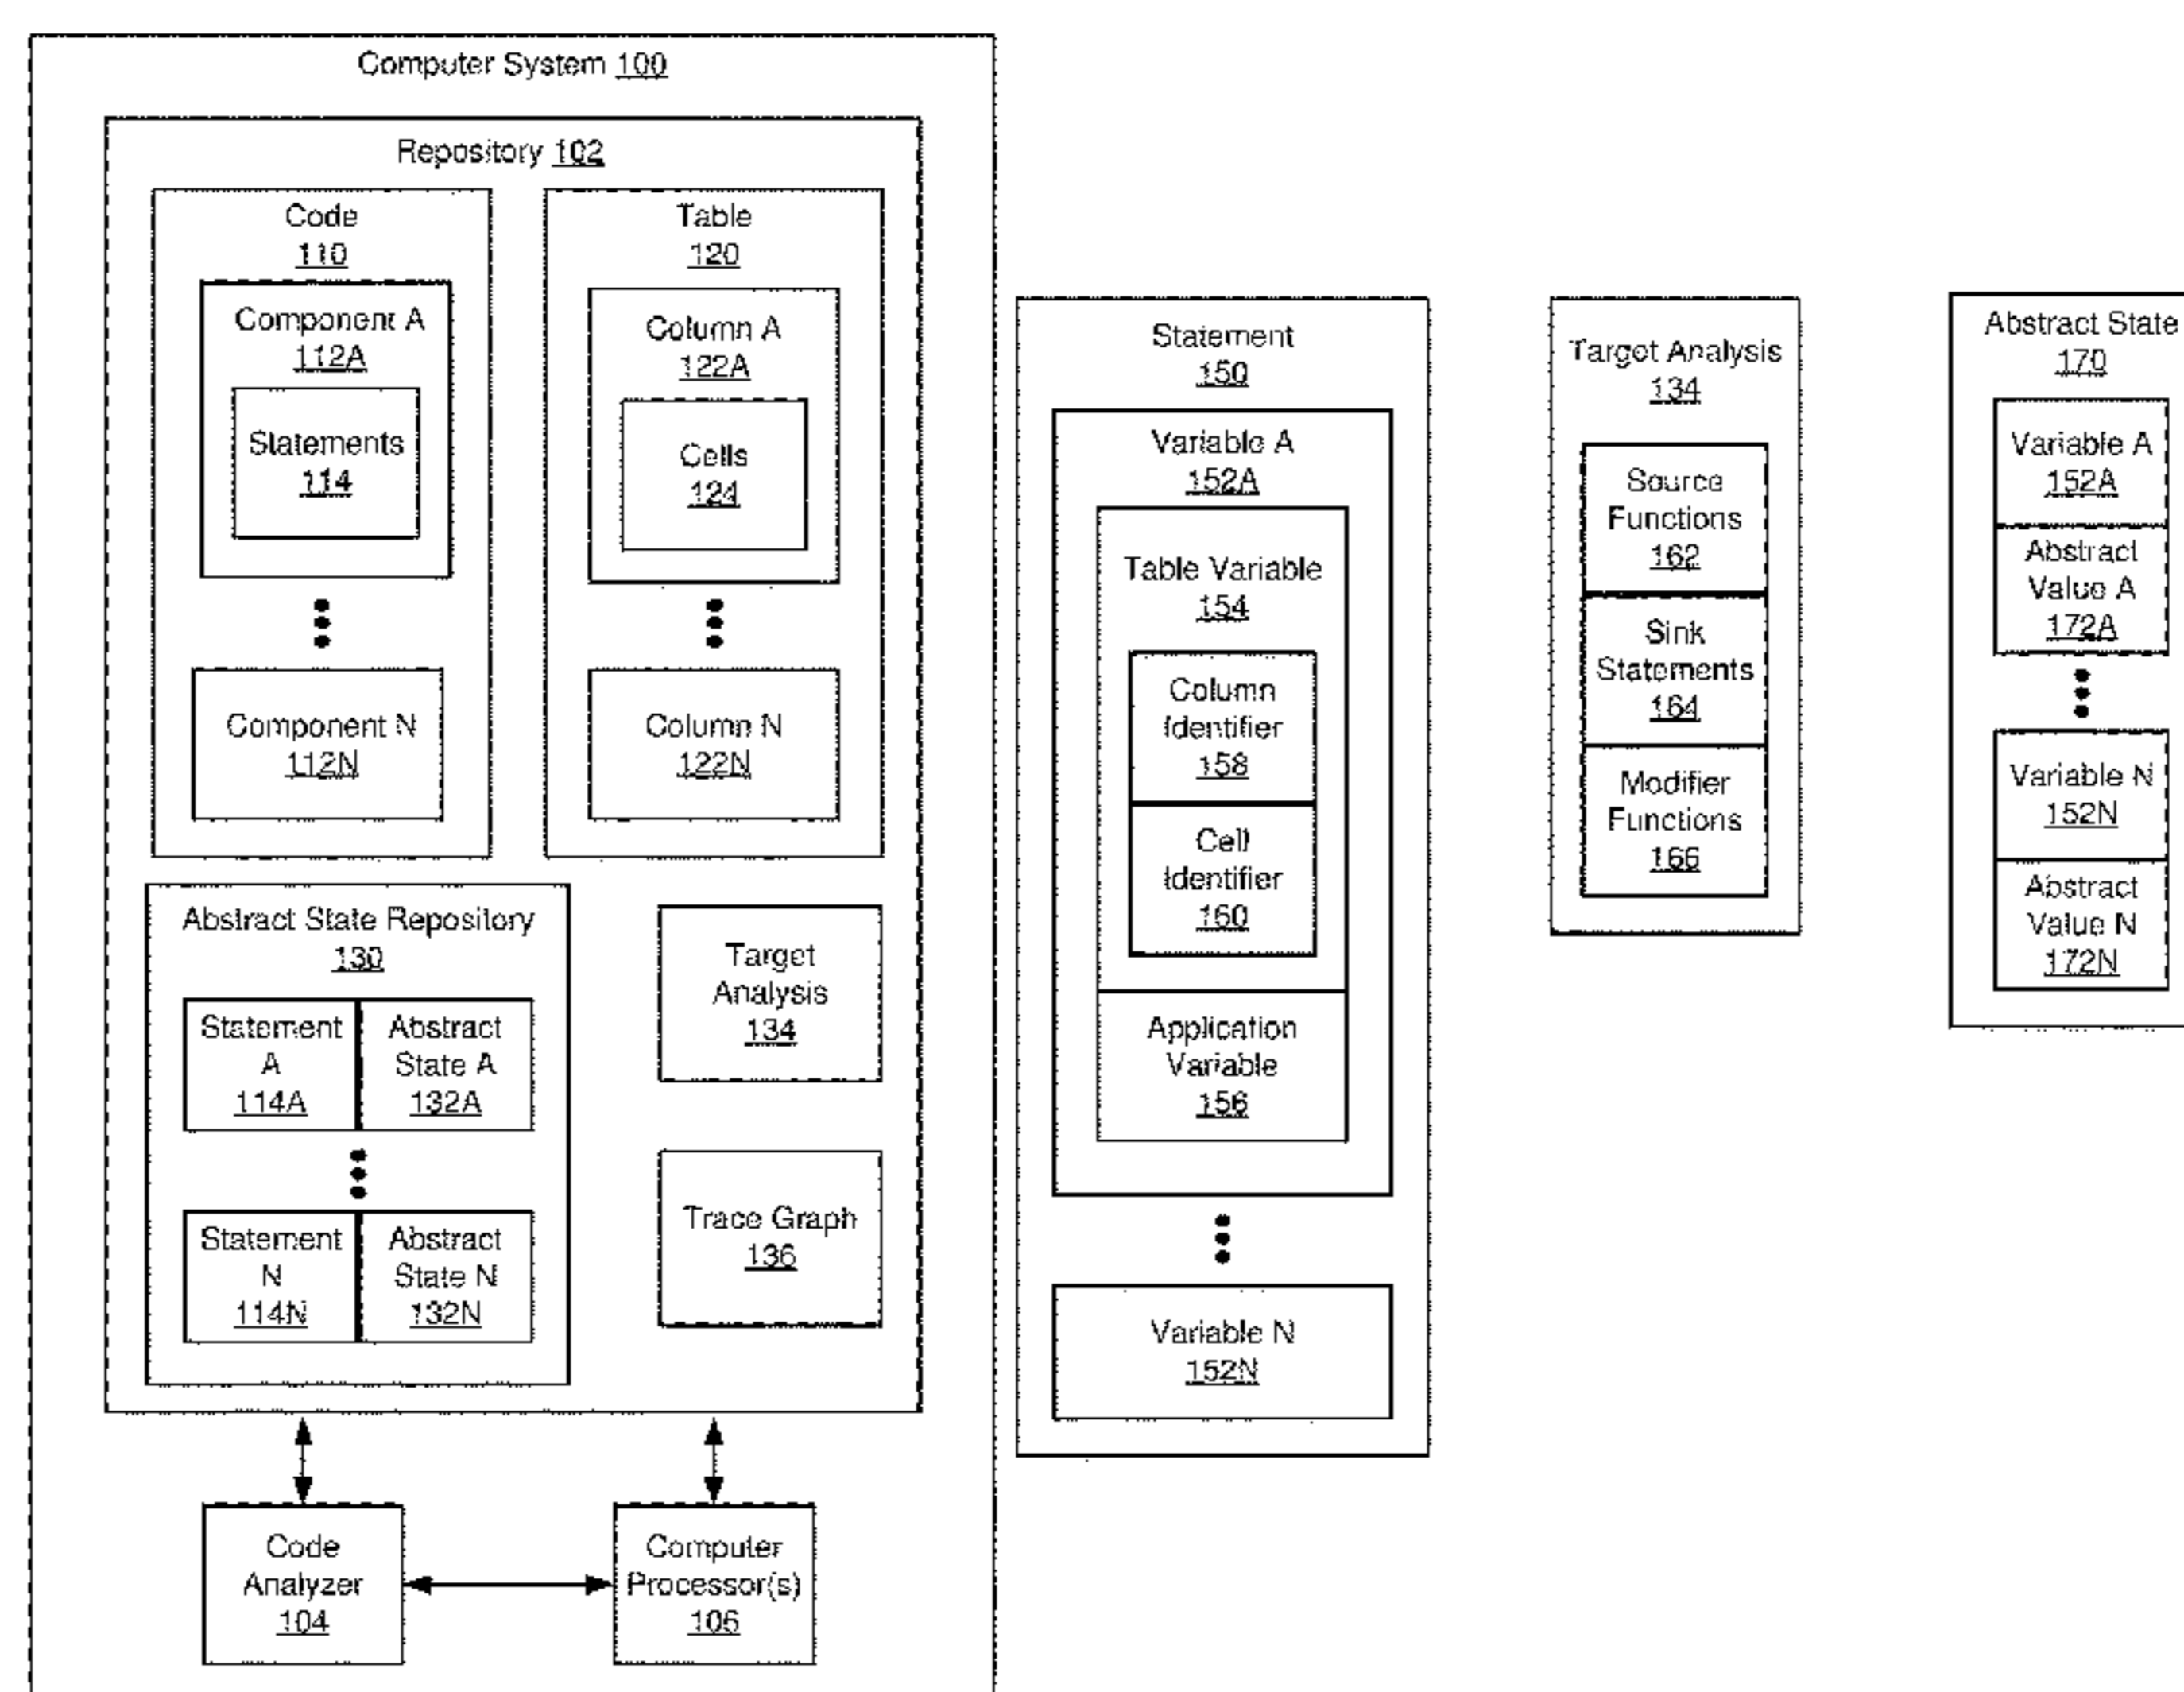 Computer System 100
Repository 102
Code
110
Component A
112A
Statements
114
Component N
112N
Table
120
Column A
122A
Cells
124
Column N
122N
Abstract State Repository
130
Statement
A
114A
Abstract
State A
132A
Statement
N
114N
Abstract
State N
132N
Target
Analysis
134
Trace Graph
136
Code
Analyzer
104
Computer
Processor(s)
106
Statement
150
Variable A
152A
Table Variable
154
Column
Identifier
158
Cell
Identifier
160
Application
Variable
156
Variable N
152N
Target Analysis
134
Source
Functions
162
Sink
Statements
164
Modifier
Functions
166
Abstract State
170
Variable A
152A
Abstract
Value A
172A
Variable N
152N
Abstract
Value N
172N